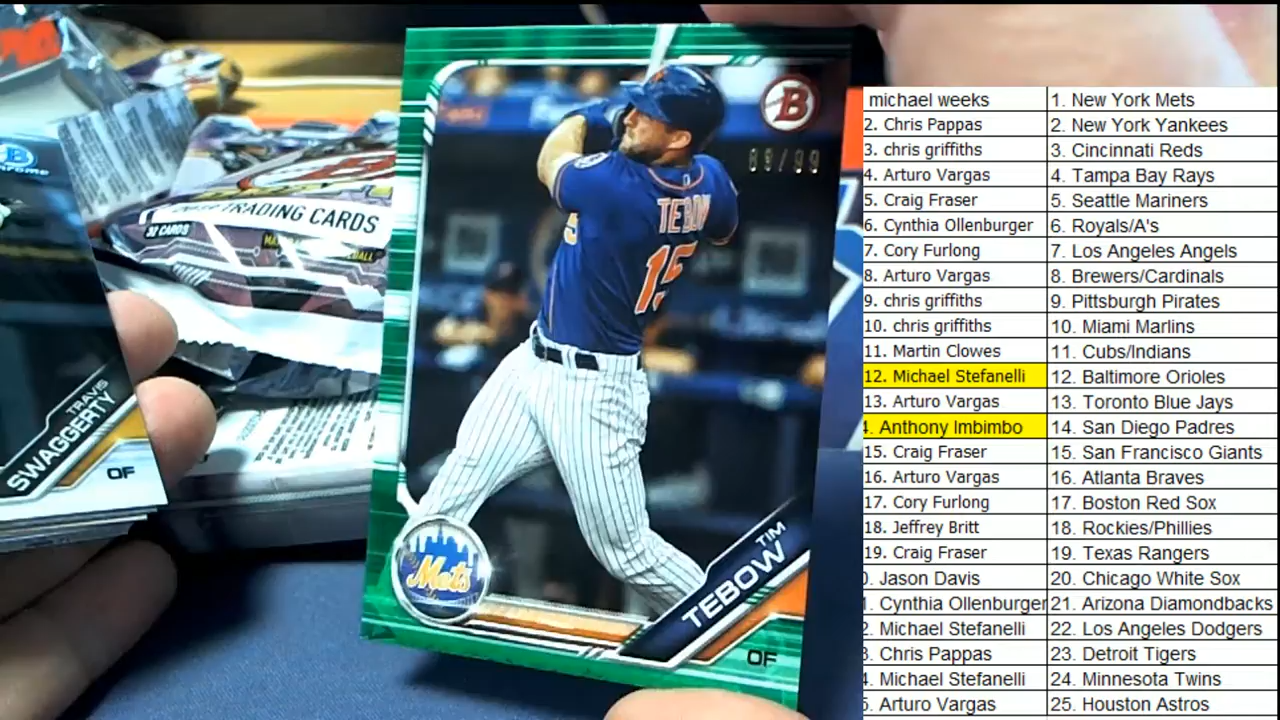 TRAVIS
SWAGGERTY
OF
TRADING CARDS
32 CARDS
B
TEBOW
15
Mets
TIM
TEBOW
OF
michael weeks 1. New York Mets
2. Chris Pappas 2. New York Yankees
3. chris griffiths 3. Cincinnati Reds
4. Arturo Vargas 4. Tampa Bay Rays
5. Craig Fraser 5. Seattle Mariners
6. Cynthia Ollenburger 6. Royals/A's
7. Cory Furlong 7. Los Angeles Angels
8. Arturo Vargas 8. Brewers/Cardinals
9. chris griffiths 9. Pittsburgh Pirates
10. chris griffiths 10. Miami Marlins
11. Martin Clowes 11. Cubs/Indians
12. Michael Stefanelli 12. Baltimore Orioles
13. Arturo Vargas 13. Toronto Blue Jays
4. Anthony Imbimbo 14. San Diego Padres
15. Craig Fraser 15. San Francisco Giants
16. Arturo Vargas 16. Atlanta Braves
17. Cory Furlong 17. Boston Red Sox
18. Jeffrey Britt 18. Rockies/Phillies
19. Craig Fraser 19. Texas Rangers
). Jason Davis 20. Chicago White Sox
1. Cynthia Ollenburger 21. Arizona Diamondbacks
2. Michael Stefanelli 22. Los Angeles Dodgers
3. Chris Pappas 23. Detroit Tigers
4. Michael Stefanelli 24. Minnesota Twins
5. Arturo Vargas 25. Houston Astros